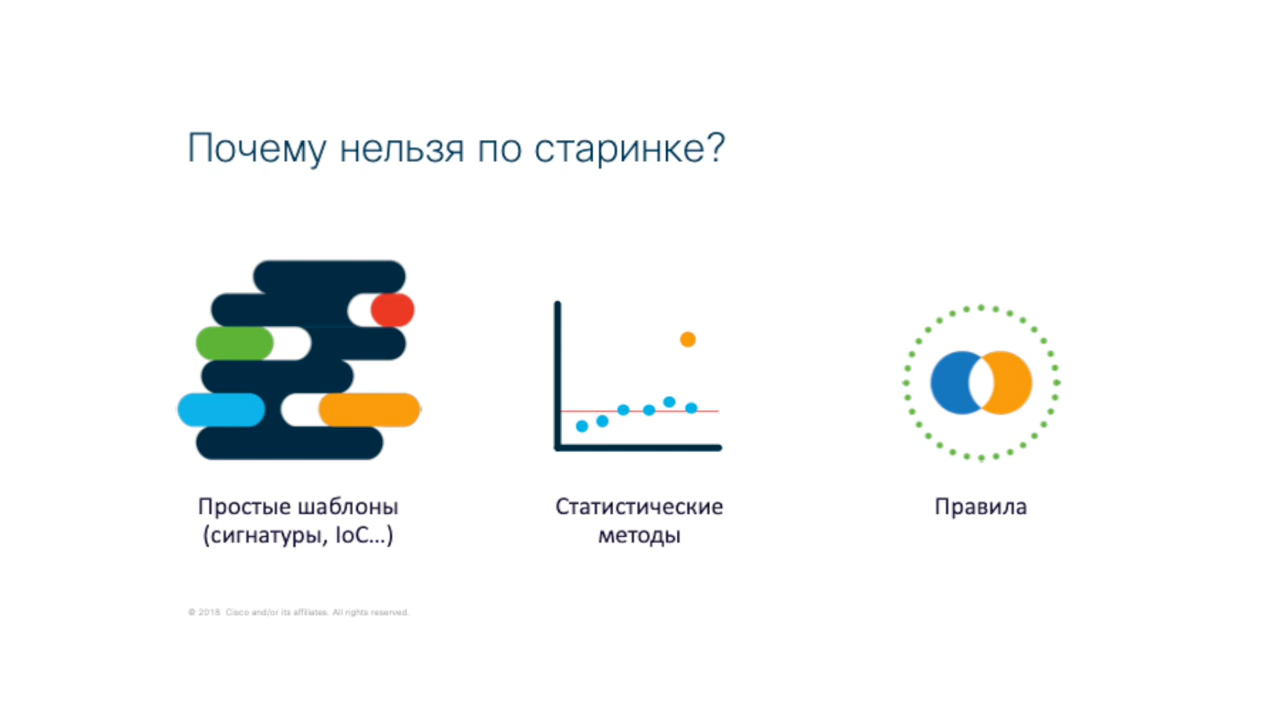 Почему нельзя по старинке?
Простые шаблоны
(сигнатуры, IoC...)
Статистические
методы
Правила
© 2018 Cisco and/or its affiliates. All rights reserved.